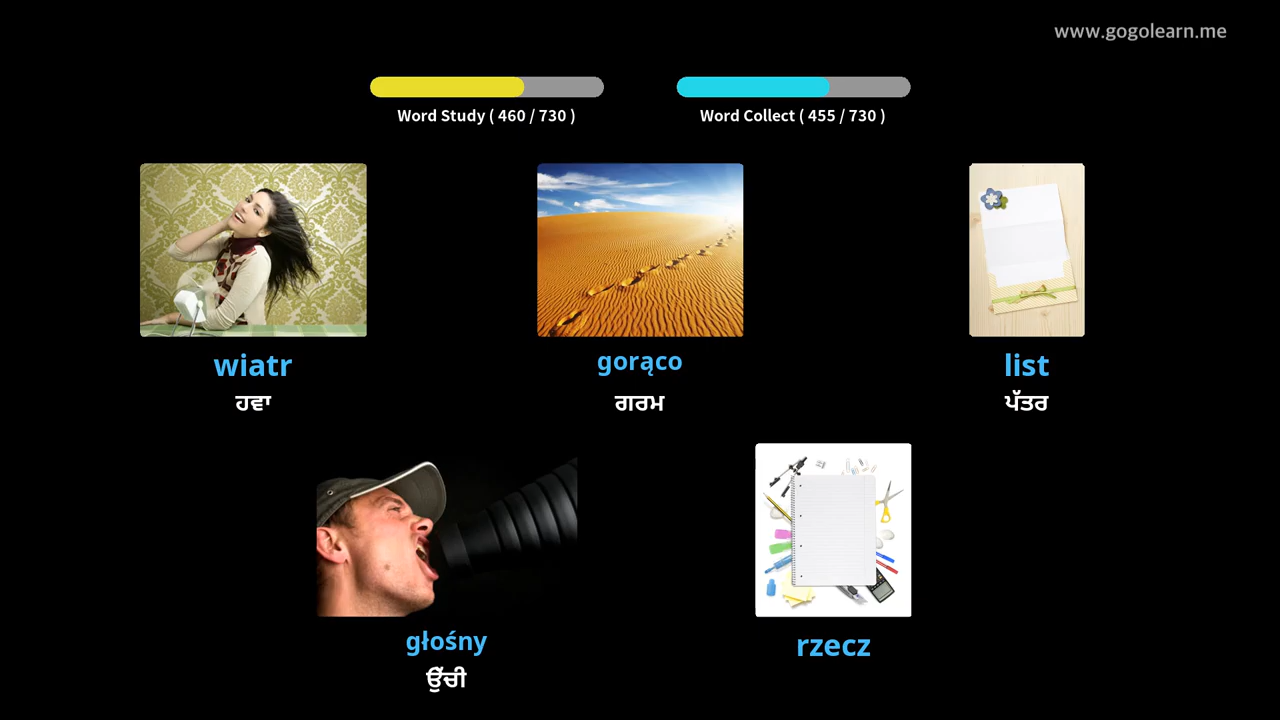 www.gogolearn.me
Word Study ( 460 / 730 )
Word Collect ( 455 / 730 )
wiatr
ਹਵਾ
gorąco
ਗਰਮ
list
ਪੱਤਰ
głośny
ਉੱਚੀ
rzecz